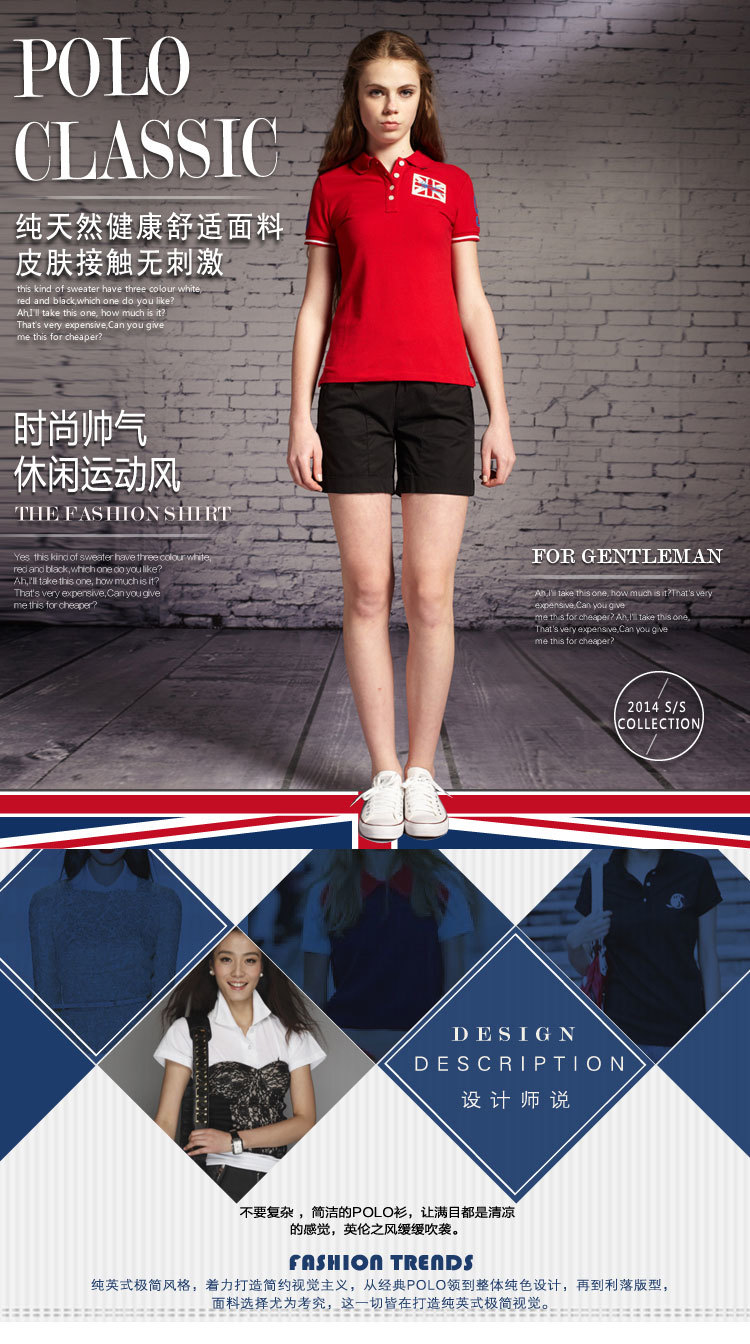 POLO
CLASSIC
纯天然健康舒适面料
皮肤接触无刺激
this kind of sweater have three colour white,
red and black,which one do you like?
Ah,I'll take this one, how much is it?
That's very expensive,Can you give
me this for cheaper?
时尚帅气
休闲运动风
THE FASHION SHIRT
Yes this kind of sweater have three colour white,
red and black,which one do you like?
Ah,I'll take this one, how much is it?
That's very expensive,Can you give
me this for cheaper?
FOR GENTLEMAN
Ah,I'll take this one, how much is it?That's very
expensive,Can you give
me this for cheaper? Ah,I'll take this one,
That's very expensive,Can you give
me this for cheaper?
2014 S/S
COLLECTION
DESIGN
DESCRIPTION
设计师说
不要复杂 ，简洁的POLO衫，让满目都是清凉
的感觉，英伦之风缓缓吹袭。
FASHION TRENDS
纯英式极简风格，着力打造简约视觉主义，从经典POLO领到整体纯色设计，再到利落版型，
面料选择尤为考究，这一切皆在打造纯英式极简视觉。